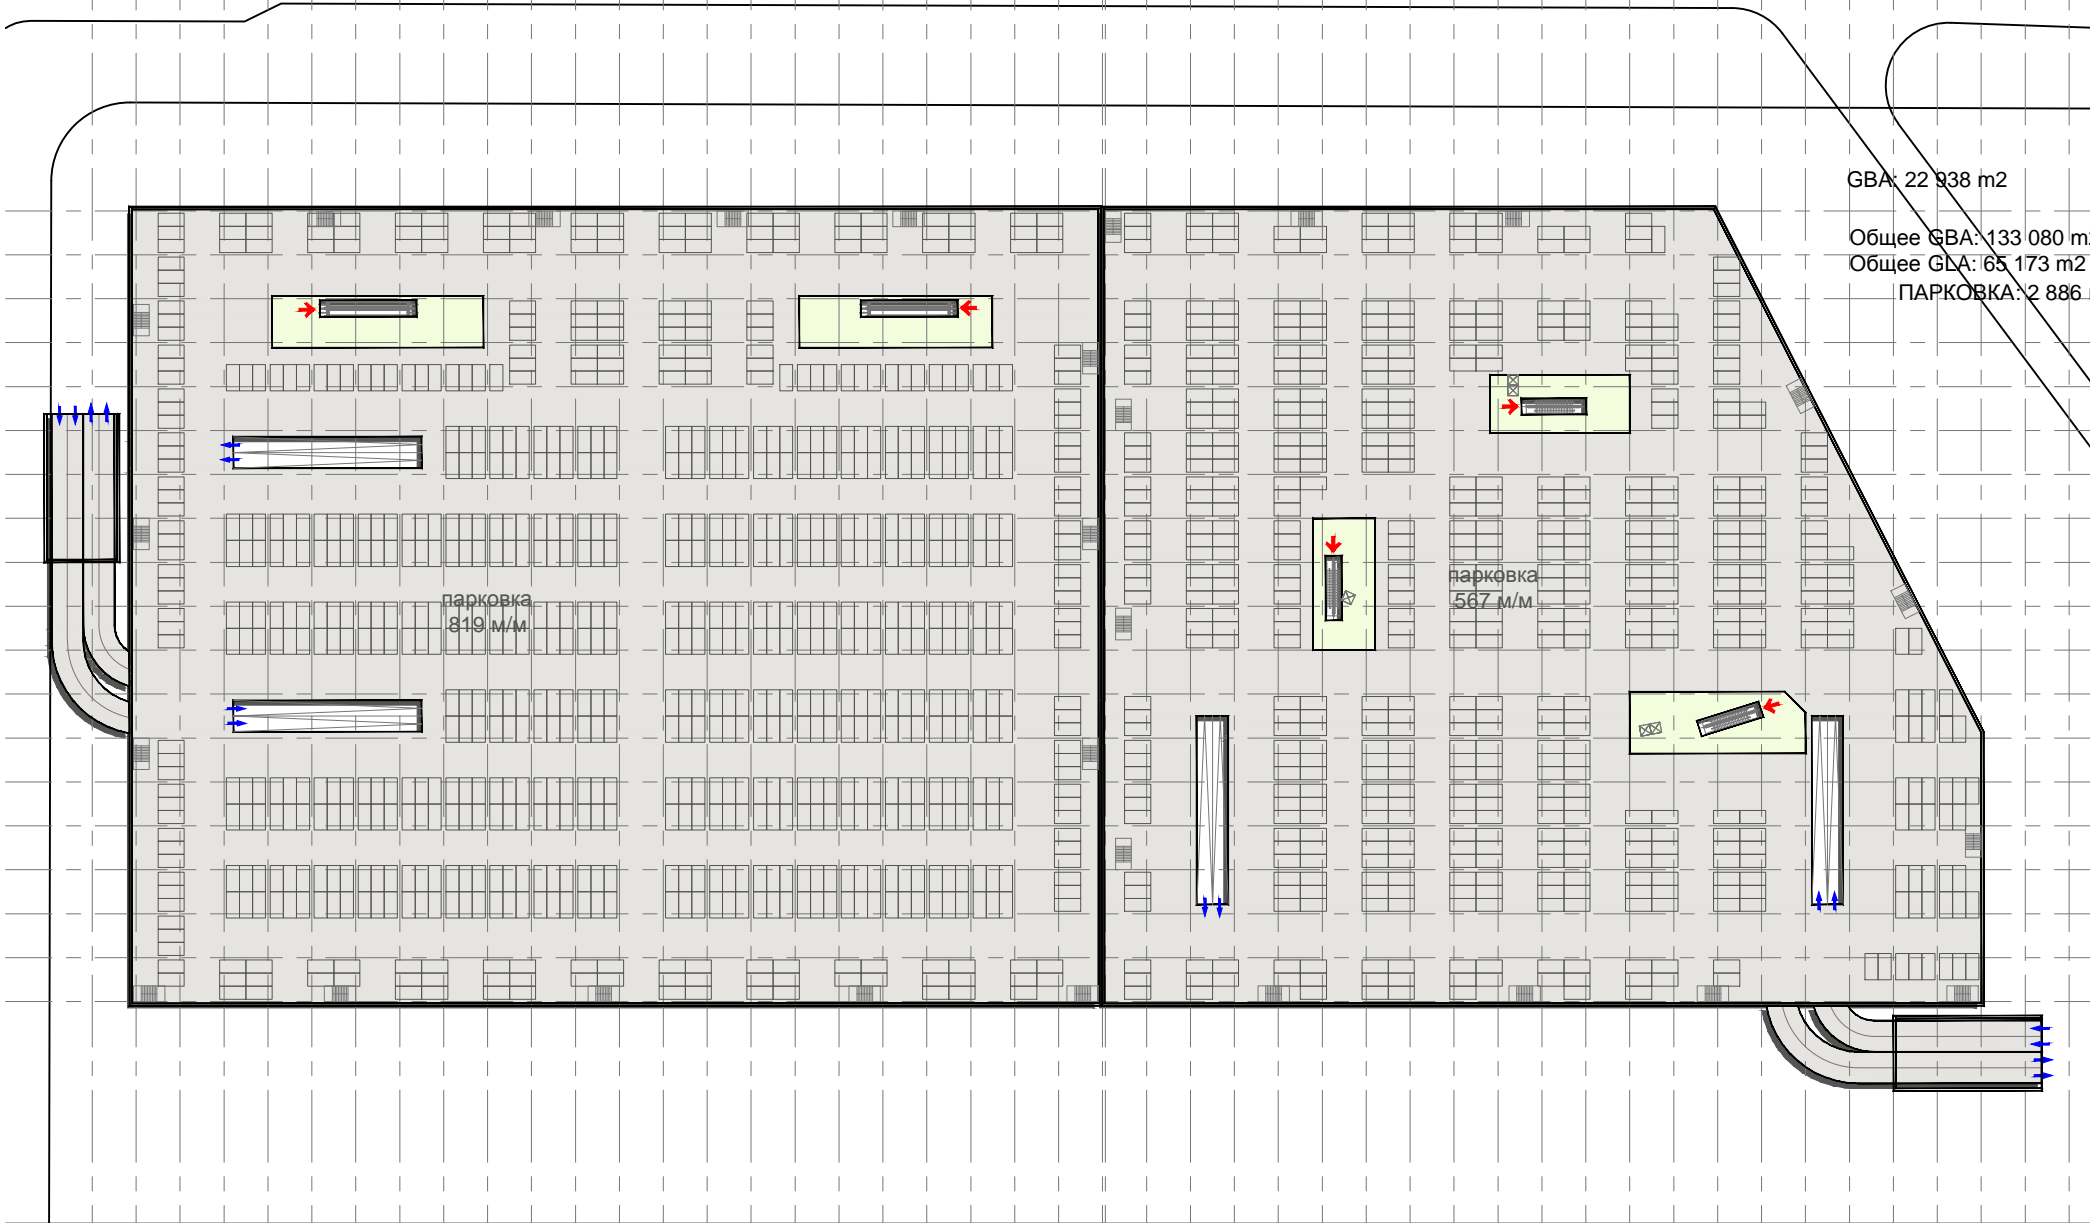 GBA: 22 938 m2
Общее GBA: 133 080 m
Общее GLA: 65 173 m2
ПАРКОВКА: 2 886
парковка
819 м/м
парковка
567 м/м